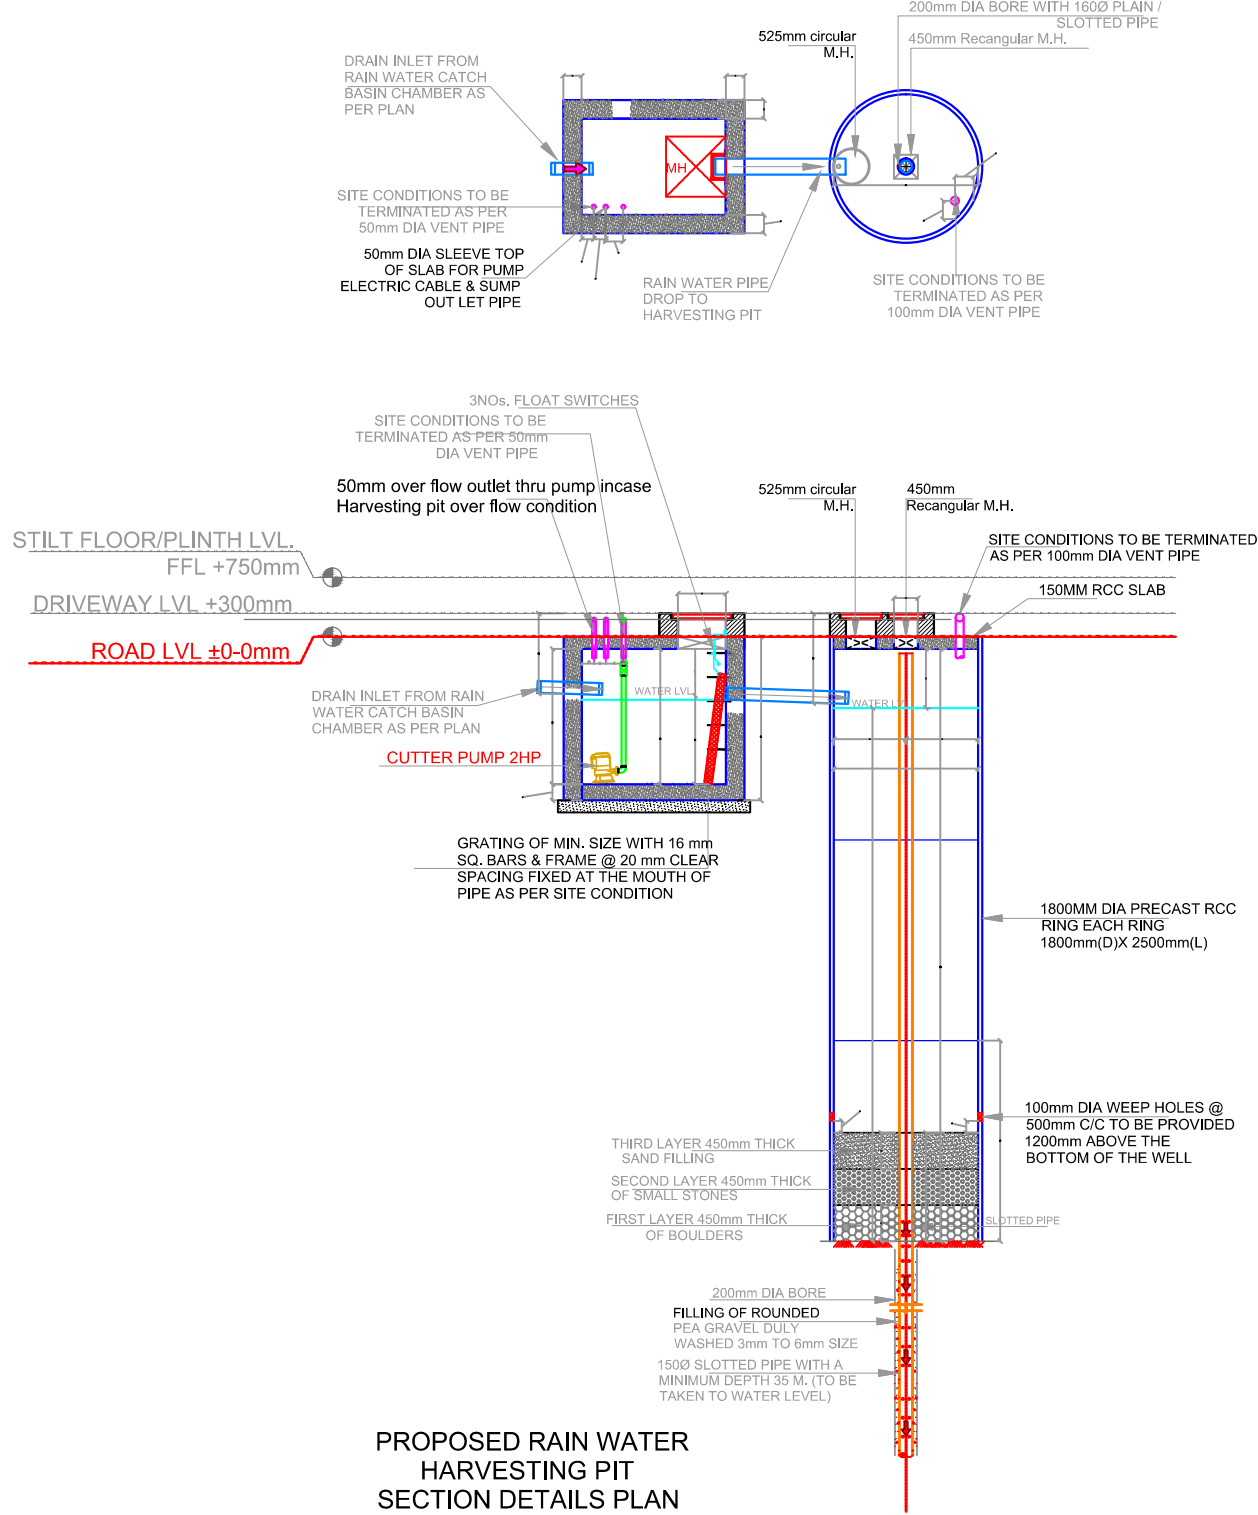 200mm DIA BORE WITH 160Ø PLAIN /
SLOTTED PIPE
525mm circular
M.H.
450mm Recangular M.H.
DRAIN INLET FROM
RAIN WATER CATCH
BASIN CHAMBER AS
PER PLAN
MH
SITE CONDITIONS TO BE
TERMINATED AS PER
50mm DIA VENT PIPE
50mm DIA SLEEVE TOP
OF SLAB FOR PUMP
ELECTRIC CABLE & SUMP
OUT LET PIPE
RAIN WATER PIPE
DROP TO
HARVESTING PIT
SITE CONDITIONS TO BE
TERMINATED AS PER
100mm DIA VENT PIPE
3NOs. FLOAT SWITCHES
SITE CONDITIONS TO BE
TERMINATED AS PER 50mm
DIA VENT PIPE
50mm over flow outlet thru pump incase
Harvesting pit over flow condition
525mm circular
M.H.
450mm
Recangular M.H.
SITE CONDITIONS TO BE TERMINATED
AS PER 100mm DIA VENT PIPE
STILT FLOOR/PLINTH LVL.
FFL +750mm
150MM RCC SLAB
DRIVEWAY LVL +300mm
ROAD LVL ±0-0mm
DRAIN INLET FROM RAIN
WATER CATCH BASIN
CHAMBER AS PER PLAN
WATER LVL
WATER LVL
CUTTER PUMP 2HP
GRATING OF MIN. SIZE WITH 16 mm
SQ. BARS & FRAME @ 20 mm CLEAR
SPACING FIXED AT THE MOUTH OF
PIPE AS PER SITE CONDITION
1800MM DIA PRECAST RCC
RING EACH RING
1800mm(D)X 2500mm(L)
100mm DIA WEEP HOLES @
500mm C/C TO BE PROVIDED
1200mm ABOVE THE
BOTTOM OF THE WELL
THIRD LAYER 450mm THICK
SAND FILLING
SECOND LAYER 450mm THICK
OF SMALL STONES
FIRST LAYER 450mm THICK
OF BOULDERS
SLOTTED PIPE
200mm DIA BORE
FILLING OF ROUNDED
PEA GRAVEL DULY
WASHED 3mm TO 6mm SIZE
150Ø SLOTTED PIPE WITH A
MINIMUM DEPTH 35 M. (TO BE
TAKEN TO WATER LEVEL)
PROPOSED RAIN WATER
HARVESTING PIT
SECTION DETAILS PLAN